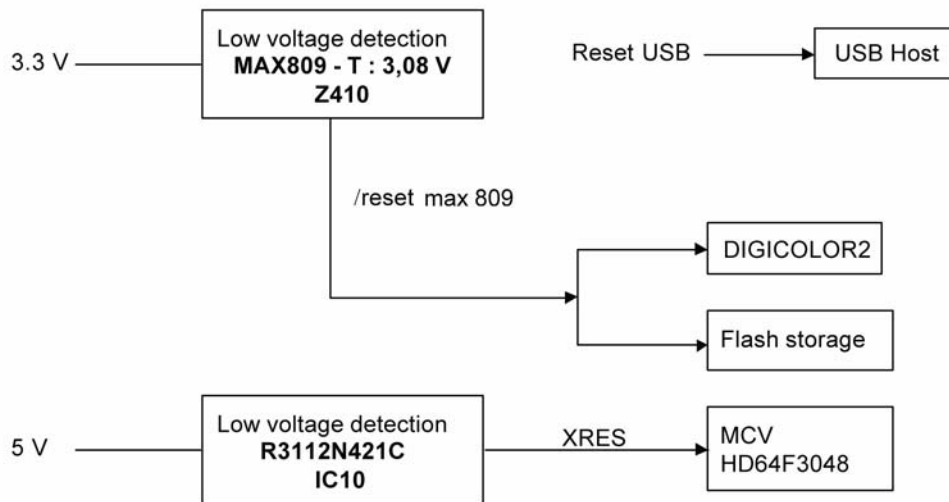 3.3 V
Low voltage detection
MAX809 - T : 3,08 V
Z410
Reset USB
USB Host
/reset max 809
DIGICOLOR2
Flash storage
5 V
Low voltage detection
R3112N421C
IC10
XRES
MCV
HD64F3048